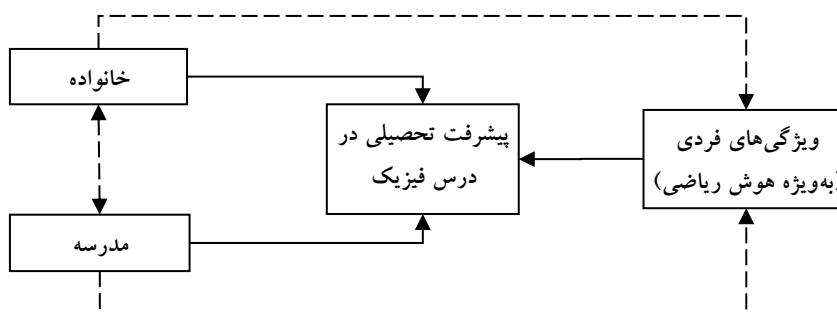 خانواده
پیشرفت تحصیلی در
درس فیزیک
ویژگی‌های فردی
(به‌ویژه هوش ریاضی)
مدرسه